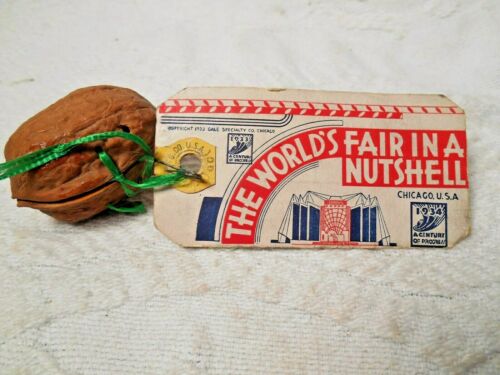 COPYRIGHT 1933 GALE SPECIALTY CO. CHICAGO
U.S.A.
1933
A CENTURY
OF PROGRESS
THE WORLD'S FAIR IN A
NUTSHELL
CHICAGO, U.S.A
1934
A CENTURY
OF PROGRESS